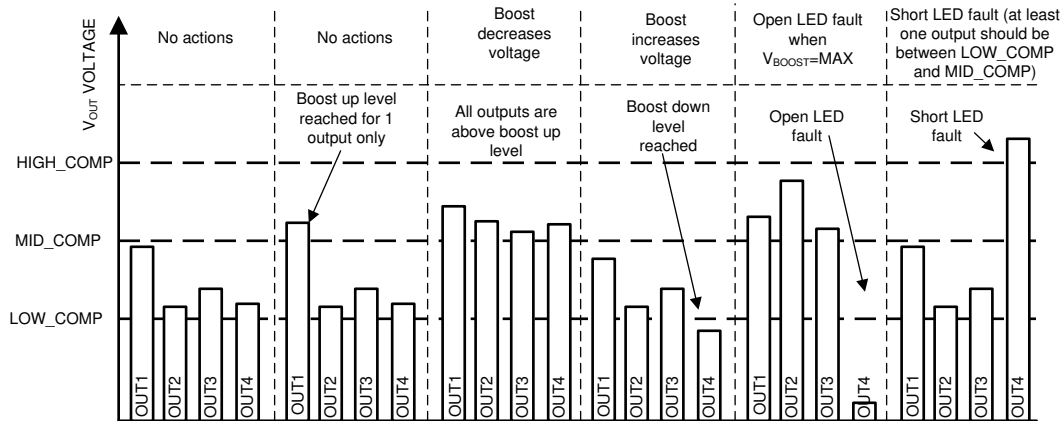 V_OUT VOLTAGE
HIGH_COMP
MID_COMP
LOW_COMP
No actions
OUT1
OUT2
OUT3
OUT4
No actions
Boost up level
reached for 1
output only
OUT1
OUT2
OUT3
OUT4
Boost
decreases
voltage
All outputs are
above boost up
level
OUT1
OUT2
OUT3
OUT4
Boost
increases
voltage
Boost down
level
reached
OUT1
OUT2
OUT3
OUT4
Open LED fault
when
V_BOOST=MAX
Open LED
fault
OUT1
OUT2
OUT3
OUT4
Short LED fault (at least
one output should be
between LOW_COMP
and MID_COMP)
Short LED
fault
OUT1
OUT2
OUT3
OUT4